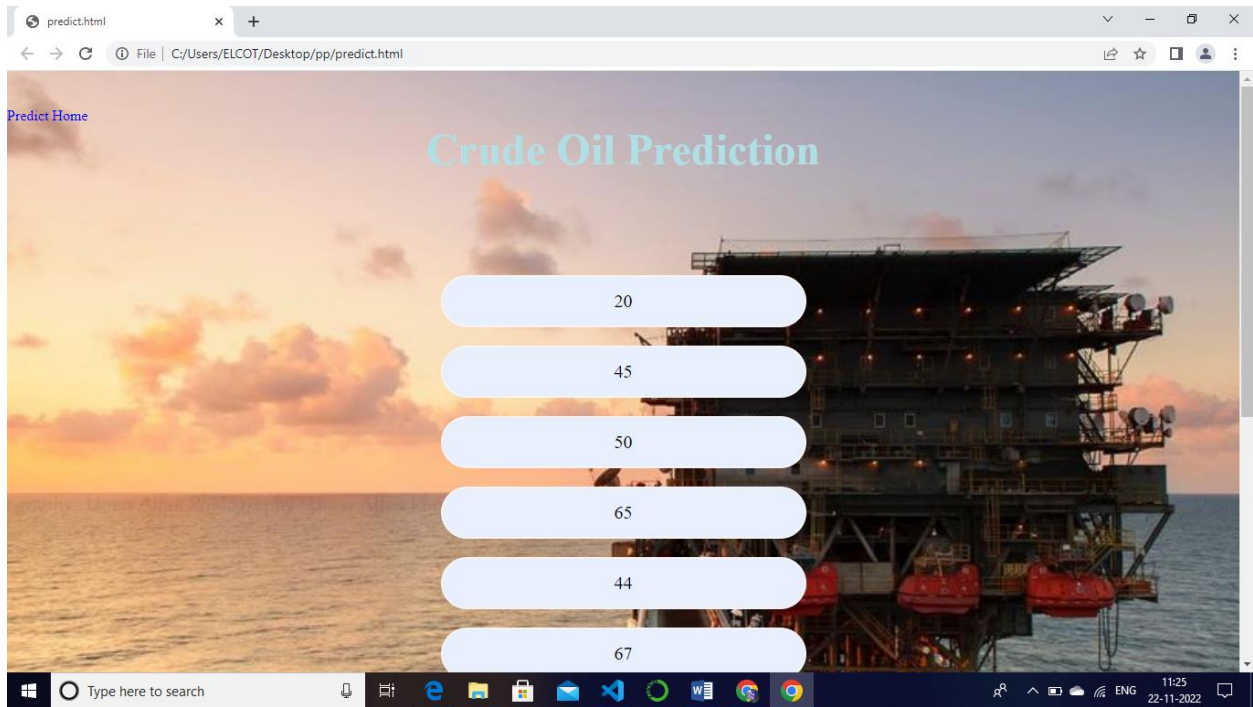 predict.html
File | C:/Users/ELCOT/Desktop/pp/predict.html
Predict Home
Crude Oil Prediction
20
45
50
65
44
67
Type here to search
ENG
11:25
22-11-2022